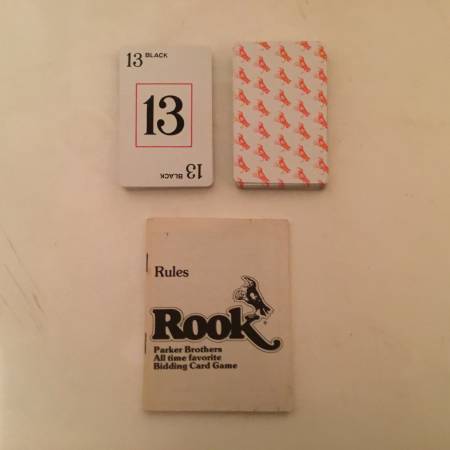 13 BLACK
13
13 BLACK
Rules
Rook®
Parker Brothers
All time favorite
Bidding Card Game